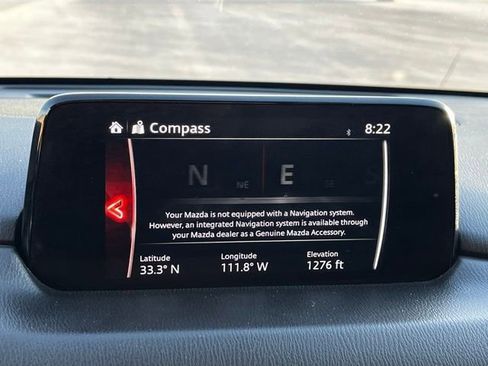 Compass 8:22
N NE E SE S
Your Mazda is not equipped with a Navigation system.
However, an integrated Navigation system is available through
your Mazda dealer as a Genuine Mazda Accessory.
Latitude Longitude Elevation
33.3° N 111.8° W 1276 ft